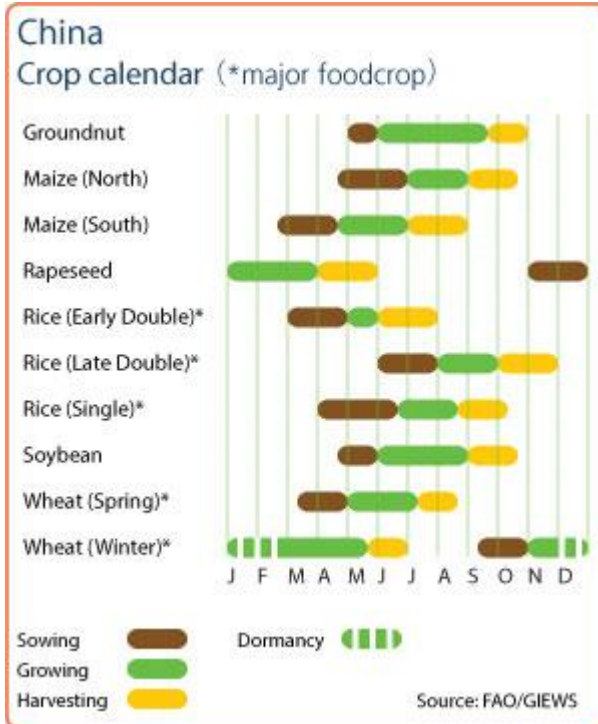 China
Crop calendar (*major foodcrop)
Groundnut
Maize (North)
Maize (South)
Rapeseed
Rice (Early Double)*
Rice (Late Double)*
Rice (Single)*
Soybean
Wheat (Spring)*
Wheat (Winter)*
J F M A M J J A S O N D
Sowing
Dormancy
Growing
Harvesting
Source: FAO/GIEWS